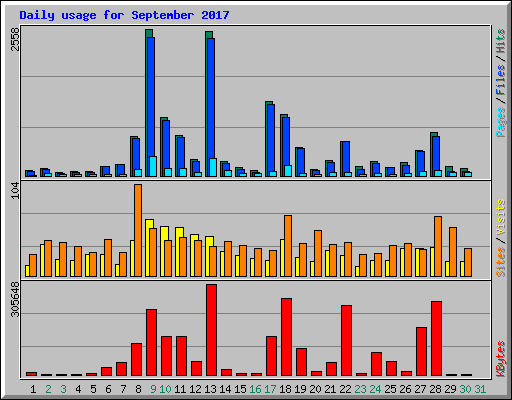 Daily usage for September 2017
2558
Pages / Files / Hits
104
Sites / Visits
305648
KBytes
1 2 3 4 5 6 7 8 9 10 11 12 13 14 15 16 17 18 19 20 21 22 23 24 25 26 27 28 29 30 31